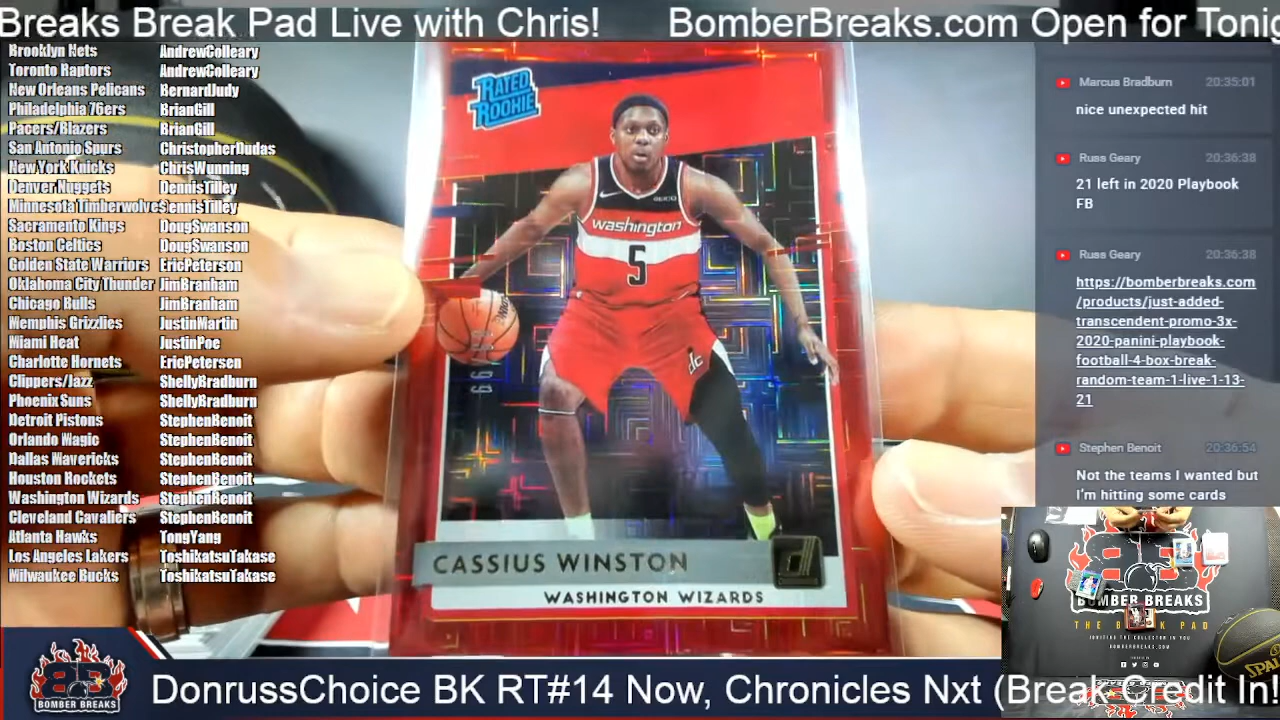 Breaks Break Pad Live with Chris! BomberBreaks.com Open for Tonig
Brooklyn Nets AndrewColleary
Toronto Raptors AndrewColleary
New Orleans Pelicans BernardJudy
Philadelphia 76ers BrianGill
Pacers/Blazers BrianGill
San Antonio Spurs ChristopherDudas
New York Knicks ChrisWunning
Denver Nuggets DennisTilley
Minnesota Timberwolves DennisTilley
Sacramento Kings DougSwanson
Boston Celtics DougSwanson
Golden State Warriors EricPeterson
Oklahoma City Thunder JimBranham
Chicago Bulls JimBranham
Memphis Grizzlies JustinMartin
Miami Heat JustinPoe
Charlotte Hornets EricPetersen
Clippers/Jazz ShellyBradburn
Phoenix Suns ShellyBradburn
Detroit Pistons StephenBenoit
Orlando Magic StephenBenoit
Dallas Mavericks StephenBenoit
Houston Rockets StephenBenoit
Washington Wizards StephenBenoit
Cleveland Cavaliers StephenBenoit
Atlanta Hawks TongYang
Los Angeles Lakers ToshikatsuTakase
Milwaukee Bucks ToshikatsuTakase
RATED
ROOKIE
GEICO
washington
5
dc
CASSIUS WINSTON
WASHINGTON WIZARDS
Marcus Bradburn 20:35:01
nice unexpected hit
Russ Geary 20:36:38
21 left in 2020 Playbook
FB
Russ Geary 20:36:38
https://bomberbreaks.com
/products/just-added-
transcendent-promo-3x-
2020-panini-playbook-
football-4-box-break-
random-team-1-live-1-13-
21
Stephen Benoit 20:36:54
Not the teams I wanted but
I'm hitting some cards
BOMBER BREAKS
BOMBERBREAKS.COM
BOMBER BREAKS
DonrussChoice BK RT#14 Now, Chronicles Nxt (Break Credit In!